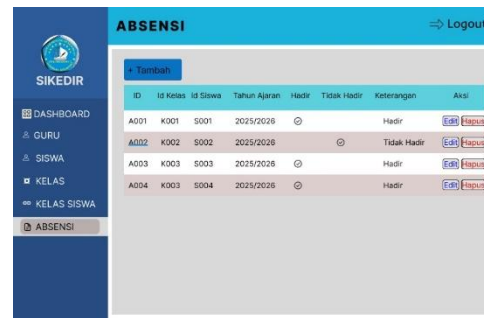 ABSENSI
Logout
SIKEDIR
+ Tambah
ID Id Kelas Id Siswa Tahun Ajaran Hadir Tidak Hadir Keterangan Aksi
A001 K001 S001 2025/2026 Hadir Edit Hapus
A002 K002 S002 2025/2026 Tidak Hadir Edit Hapus
A003 K003 S003 2025/2026 Hadir Edit Hapus
A004 K003 S004 2025/2026 Hadir Edit Hapus
DASHBOARD
GURU
SISWA
KELAS
KELAS SISWA
ABSENSI